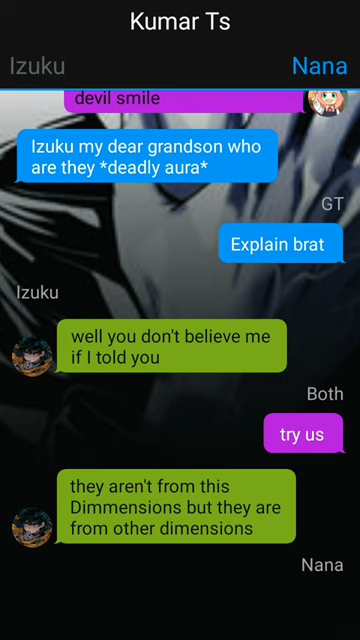 Kumar Ts
Izuku
Nana
devil smile
Izuku my dear grandson who
are they *deadly aura*
GT
Explain brat
Izuku
well you don't believe me
if I told you
Both
try us
they aren't from this
Dimmensions but they are
from other dimensions
Nana